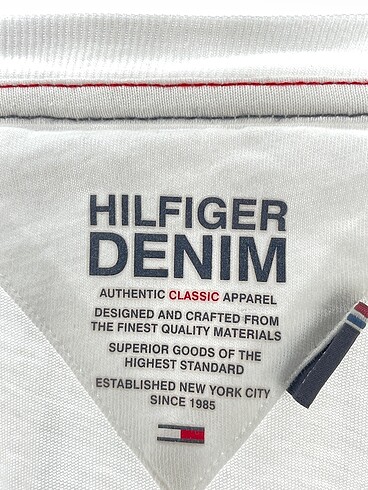 HILFIGER
DENIM
AUTHENTIC CLASSIC APPAREL
DESIGNED AND CRAFTED FROM
THE FINEST QUALITY MATERIALS
SUPERIOR GOODS OF THE
HIGHEST STANDARD
ESTABLISHED NEW YORK CITY
SINCE 1985